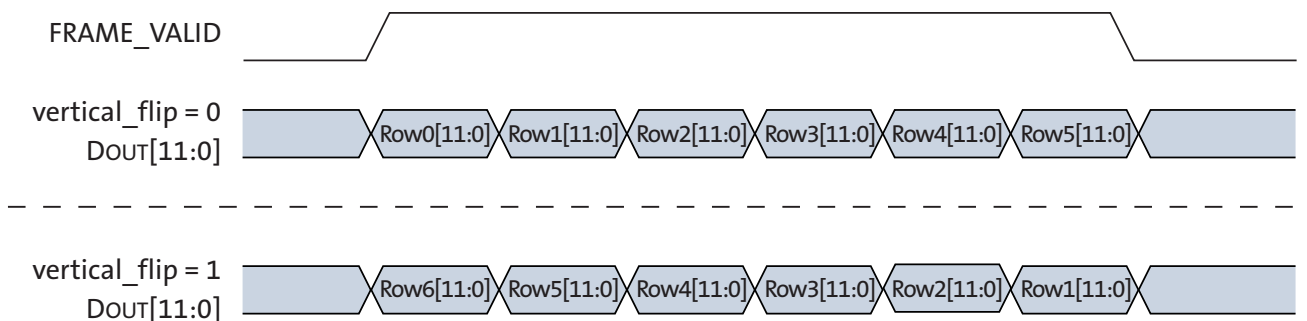 FRAME_VALID
vertical_flip = 0
DOUT[11:0]
Row0[11:0] Row1[11:0] Row2[11:0] Row3[11:0] Row4[11:0] Row5[11:0]
vertical_flip = 1
DOUT[11:0]
Row6[11:0] Row5[11:0] Row4[11:0] Row3[11:0] Row2[11:0] Row1[11:0]